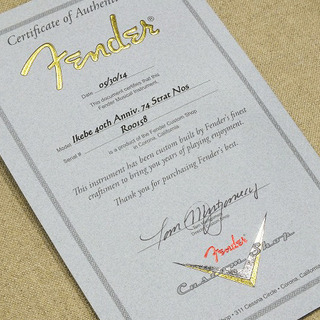 Certificate of Authent
Fender®
Date 05/30/14
This document certifies that this
Fender Musical Instrument,
Model Ikebe 40th Anniv. 74 Strat Nos
Serial # R00158
is a product of the Fender Custom Shop
in Corona, California
This instrument has been custom built by Fender's finest
craftsmen to bring you years of playing enjoyment.
Thank you for purchasing Fender's best.
Fender
Custom Shop
311 Cessna Circle • Corona, Californ